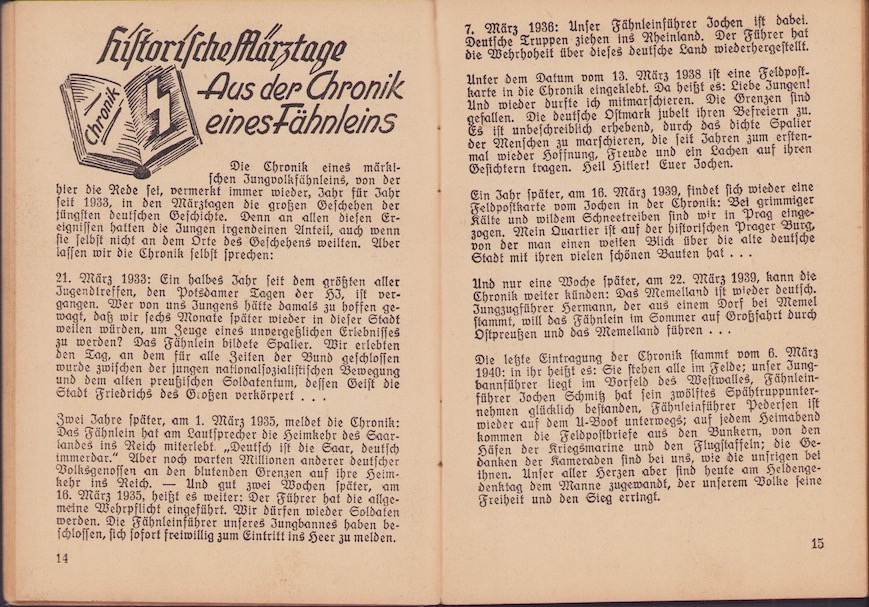 Historische Märztage
Aus der Chronik
eines Fähnleins
Chronik
Die Chronik eines märki-
schen Jungvolkfähnleins, von der
hier die Rede sei, vermerkt immer wieder, Jahr für Jahr
seit 1933, in den Märztagen die großen Geschehen der
jüngsten deutschen Geschichte. Denn an allen diesen Er-
eignissen hatten die Jungen irgendeinen Anteil, auch wenn
sie selbst nicht an dem Orte des Geschehens weilten. Aber
lassen wir die Chronik selbst sprechen:
21. März 1933: Ein halbes Jahr seit dem größten aller
Jugendtreffen, den Potsdamer Tagen der HJ, ist ver-
gangen. Wer von uns Jungens hätte damals zu hoffen ge-
wagt, daß wir sechs Monate später wieder in dieser Stadt
weilen würden, um Zeuge eines unvergeßlichen Erlebnisses
zu werden? Das Fähnlein bildete Spalier. Wir erlebten
den Tag, an dem für alle Zeiten der Bund geschlossen
wurde zwischen der jungen nationalsozialistischen Bewegung
und dem alten preußischen Soldatentum, dessen Geist die
Stadt Friedrichs des Großen verkörpert . . .
Zwei Jahre später, am 1. März 1935, meldet die Chronik:
Das Fähnlein hat am Lautsprecher die Heimkehr des Saar-
landes ins Reich miterlebt. „Deutsch ist die Saar, deutsch
immerdar.“ Aber noch warten Millionen anderer deutscher
Volksgenossen an den blutenden Grenzen auf ihre Heim-
kehr ins Reich. — Und gut zwei Wochen später, am
16. März 1935, heißt es weiter: Der Führer hat die allge-
meine Wehrpflicht eingeführt. Wir dürfen wieder Soldaten
werden. Die Fähnleinführer unseres Jungbannes haben be-
schlossen, sich sofort freiwillig zum Eintritt ins Heer zu melden.
14
7. März 1936: Unser Fähnleinführer Jochen ist dabei.
Deutsche Truppen ziehen ins Rheinland. Der Führer hat
die Wehrhoheit über dieses deutsche Land wiederhergestellt.
Unter dem Datum vom 13. März 1938 ist eine Feldpost-
karte in die Chronik eingeklebt. Da heißt es: Liebe Jungen!
Und wieder durfte ich mitmarschieren. Die Grenzen sind
gefallen. Die deutsche Ostmark jubelt ihren Befreiern zu.
Es ist unbeschreiblich erhebend, durch das dichte Spalier
der Menschen zu marschieren, die seit Jahren zum ersten-
mal wieder Hoffnung, Freude und ein Lachen auf ihren
Gesichtern tragen. Heil Hitler! Euer Jochen.
Ein Jahr später, am 16. März 1939, findet sich wieder eine
Feldpostkarte vom Jochen in der Chronik: Bei grimmiger
Kälte und wildem Schneetreiben sind wir in Prag einge-
zogen. Mein Quartier ist auf der historischen Prager Burg,
von der man einen weiten Blick über die alte deutsche
Stadt mit ihren vielen schönen Bauten hat . . .
Und nur eine Woche später, am 22. März 1939, kann die
Chronik weiter künden: Das Memelland ist wieder deutsch.
Jungzugführer Hermann, der aus einem Dorf bei Memel
stammt, will das Fähnlein im Sommer auf Großfahrt durch
Ostpreußen und das Memelland führen . . .
Die letzte Eintragung der Chronik stammt vom 6. März
1940: in ihr heißt es: Sie stehen alle im Felde; unser Jung-
bannführer liegt im Vorfeld des Westwalles, Fähnlein-
führer Jochen Schmitz hat sein zwölftes Spähtruppunter-
nehmen glücklich bestanden, Fähnleinführer Pedersen ist
wieder auf dem U-Boot unterwegs; auf jedem Heimabend
kommen die Feldpostbriefe aus den Bunkern, von den
Häfen der Kriegsmarine und den Flugstaffeln; die Ge-
danken der Kameraden sind bei uns, wie die unsrigen bei
ihnen. Unser aller Herzen aber sind heute am Heldenge-
denktag dem Manne zugewandt, der unserem Volke seine
Freiheit und den Sieg erringt.
15